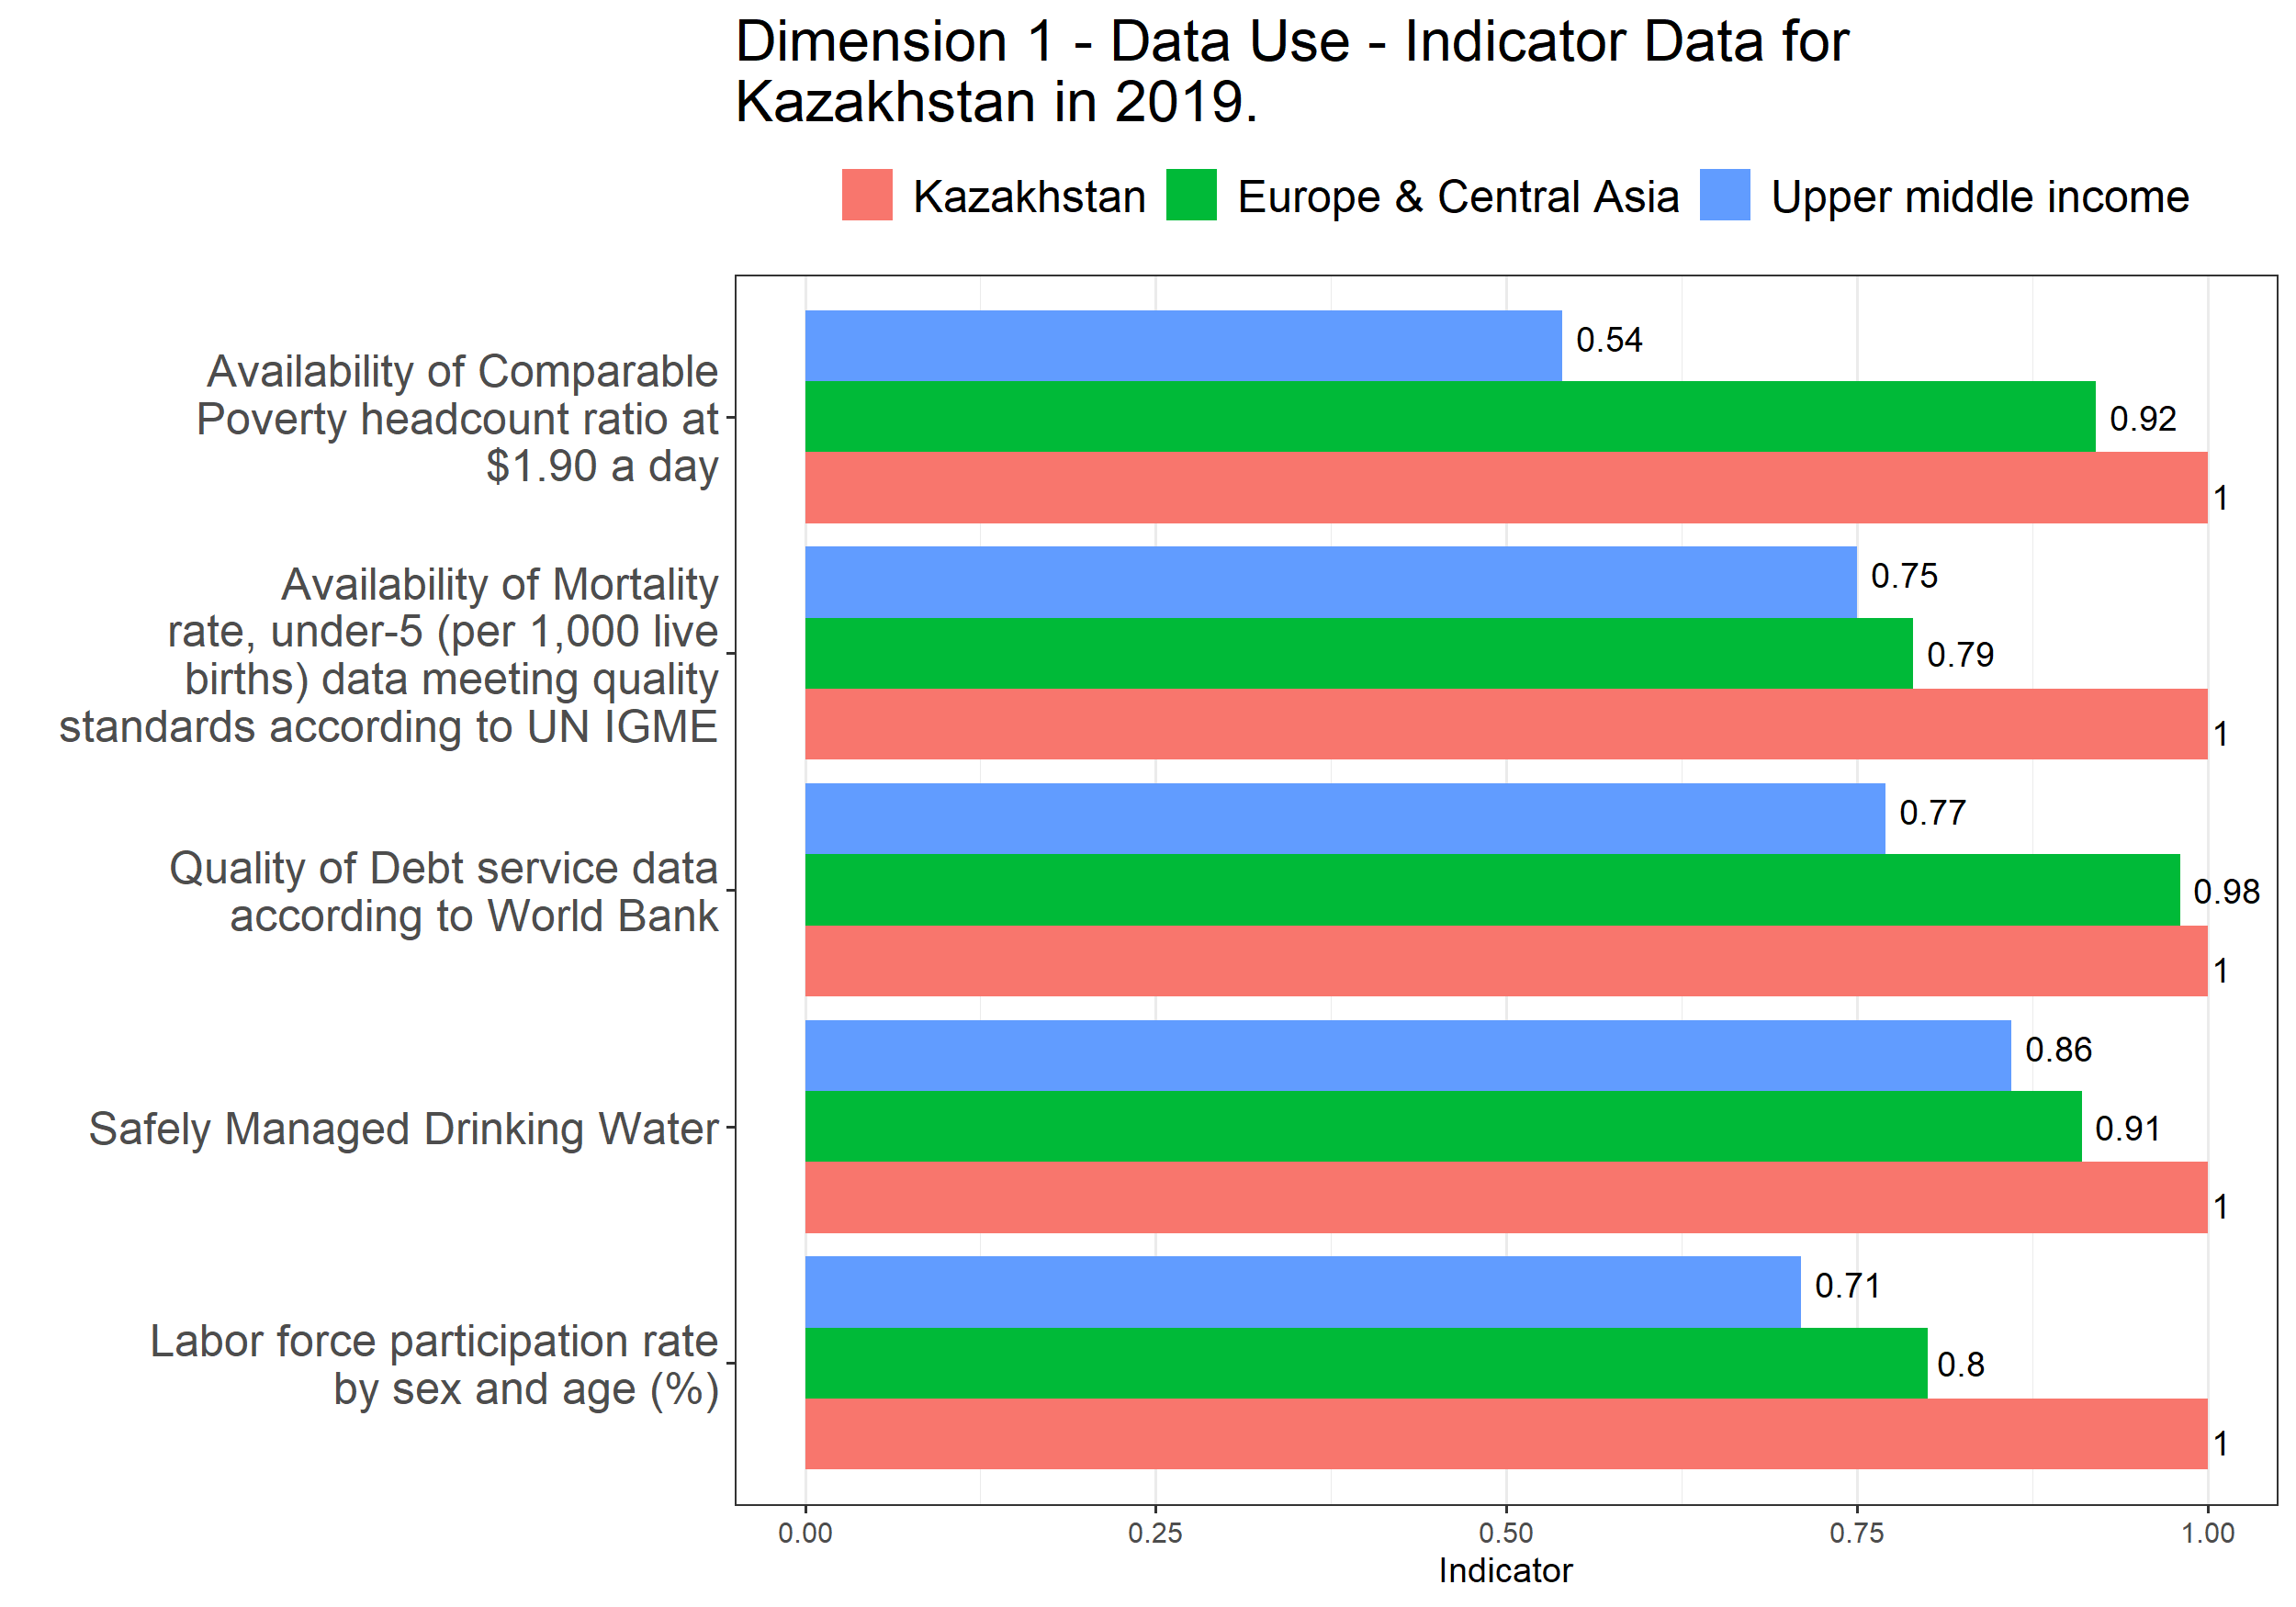 Dimension 1 - Data Use - Indicator Data for
Kazakhstan in 2019.
Kazakhstan Europe & Central Asia Upper middle income
Availability of Comparable
Poverty headcount ratio at
$1.90 a day
0.54
0.92
1
Availability of Mortality
rate, under-5 (per 1,000 live
births) data meeting quality
standards according to UN IGME
0.75
0.79
1
Quality of Debt service data
according to World Bank
0.77
0.98
1
Safely Managed Drinking Water
0.86
0.91
1
Labor force participation rate
by sex and age (%)
0.71
0.8
1
0.00 0.25 0.50 0.75 1.00
Indicator